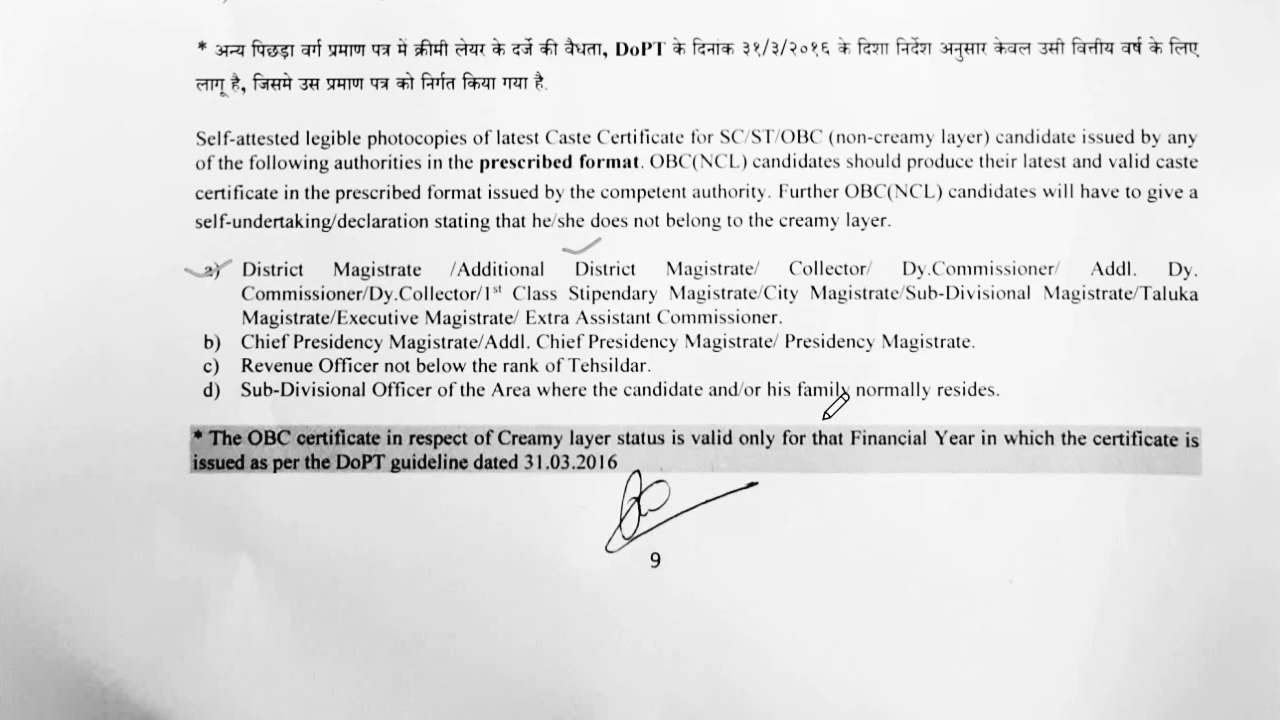 * अन्य पिछड़ा वर्ग प्रमाण पत्र में क्रीमी लेयर के दर्जे की वैधता, DoPT के दिनांक ३१/३/२०१६ के दिशा निर्देश अनुसार केवल उसी वित्तीय वर्ष के लिए
लागू है, जिसमे उस प्रमाण पत्र को निर्गत किया गया है.
Self-attested legible photocopies of latest Caste Certificate for SC/ST/OBC (non-creamy layer) candidate issued by any
of the following authorities in the prescribed format. OBC(NCL) candidates should produce their latest and valid caste
certificate in the prescribed format issued by the competent authority. Further OBC(NCL) candidates will have to give a
self-undertaking/declaration stating that he/she does not belong to the creamy layer.
a) District Magistrate /Additional District Magistrate/ Collector/ Dy.Commissioner/ Addl. Dy.
Commissioner/Dy.Collector/1st Class Stipendary Magistrate/City Magistrate/Sub-Divisional Magistrate/Taluka
Magistrate/Executive Magistrate/ Extra Assistant Commissioner.
b) Chief Presidency Magistrate/Addl. Chief Presidency Magistrate/ Presidency Magistrate.
c) Revenue Officer not below the rank of Tehsildar.
d) Sub-Divisional Officer of the Area where the candidate and/or his family normally resides.
* The OBC certificate in respect of Creamy layer status is valid only for that Financial Year in which the certificate is
issued as per the DoPT guideline dated 31.03.2016
9